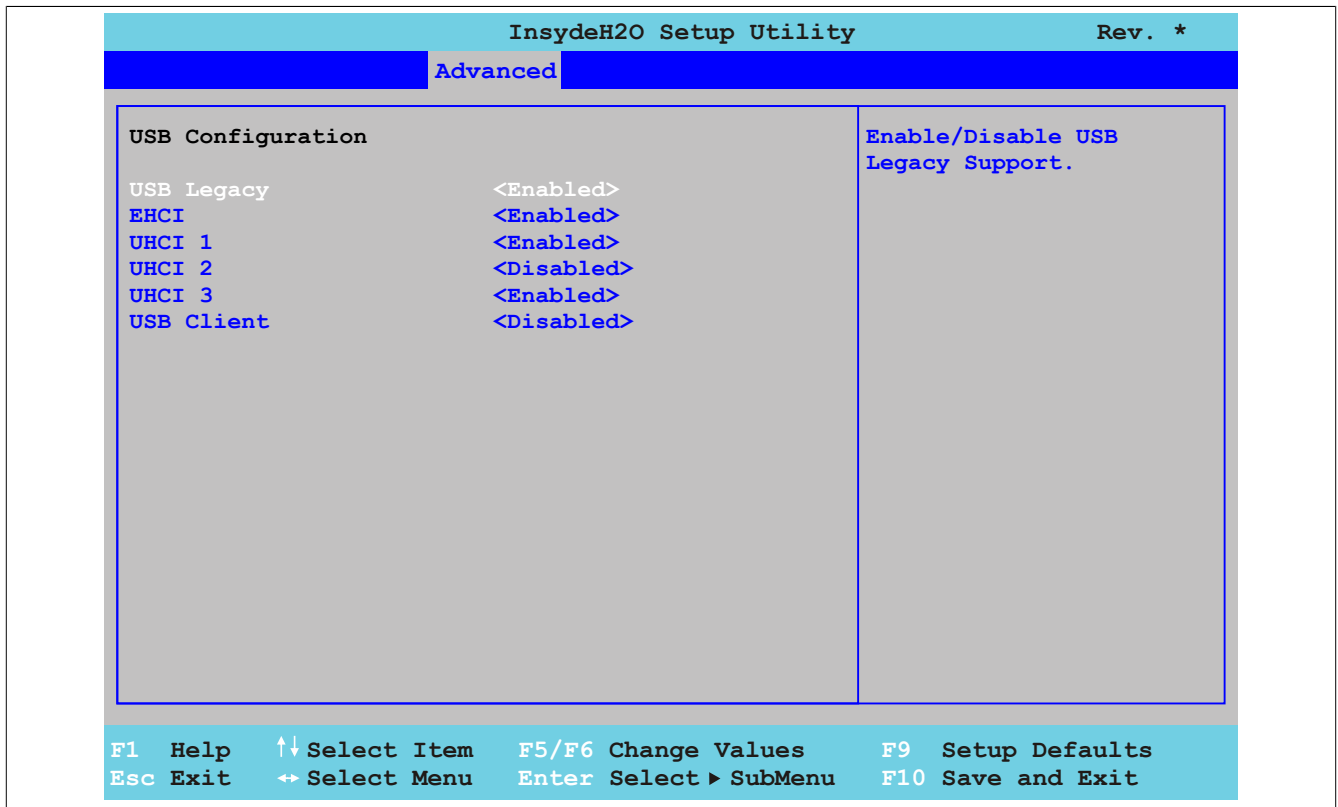 InsydeH2O Setup Utility Rev. *
Advanced
USB Configuration
Enable/Disable USB
Legacy Support.
USB Legacy <Enabled>
EHCI <Enabled>
UHCI 1 <Enabled>
UHCI 2 <Disabled>
UHCI 3 <Enabled>
USB Client <Disabled>
F1 Help ↑↓ Select Item F5/F6 Change Values F9 Setup Defaults
Esc Exit ↔ Select Menu Enter Select ▶ SubMenu F10 Save and Exit